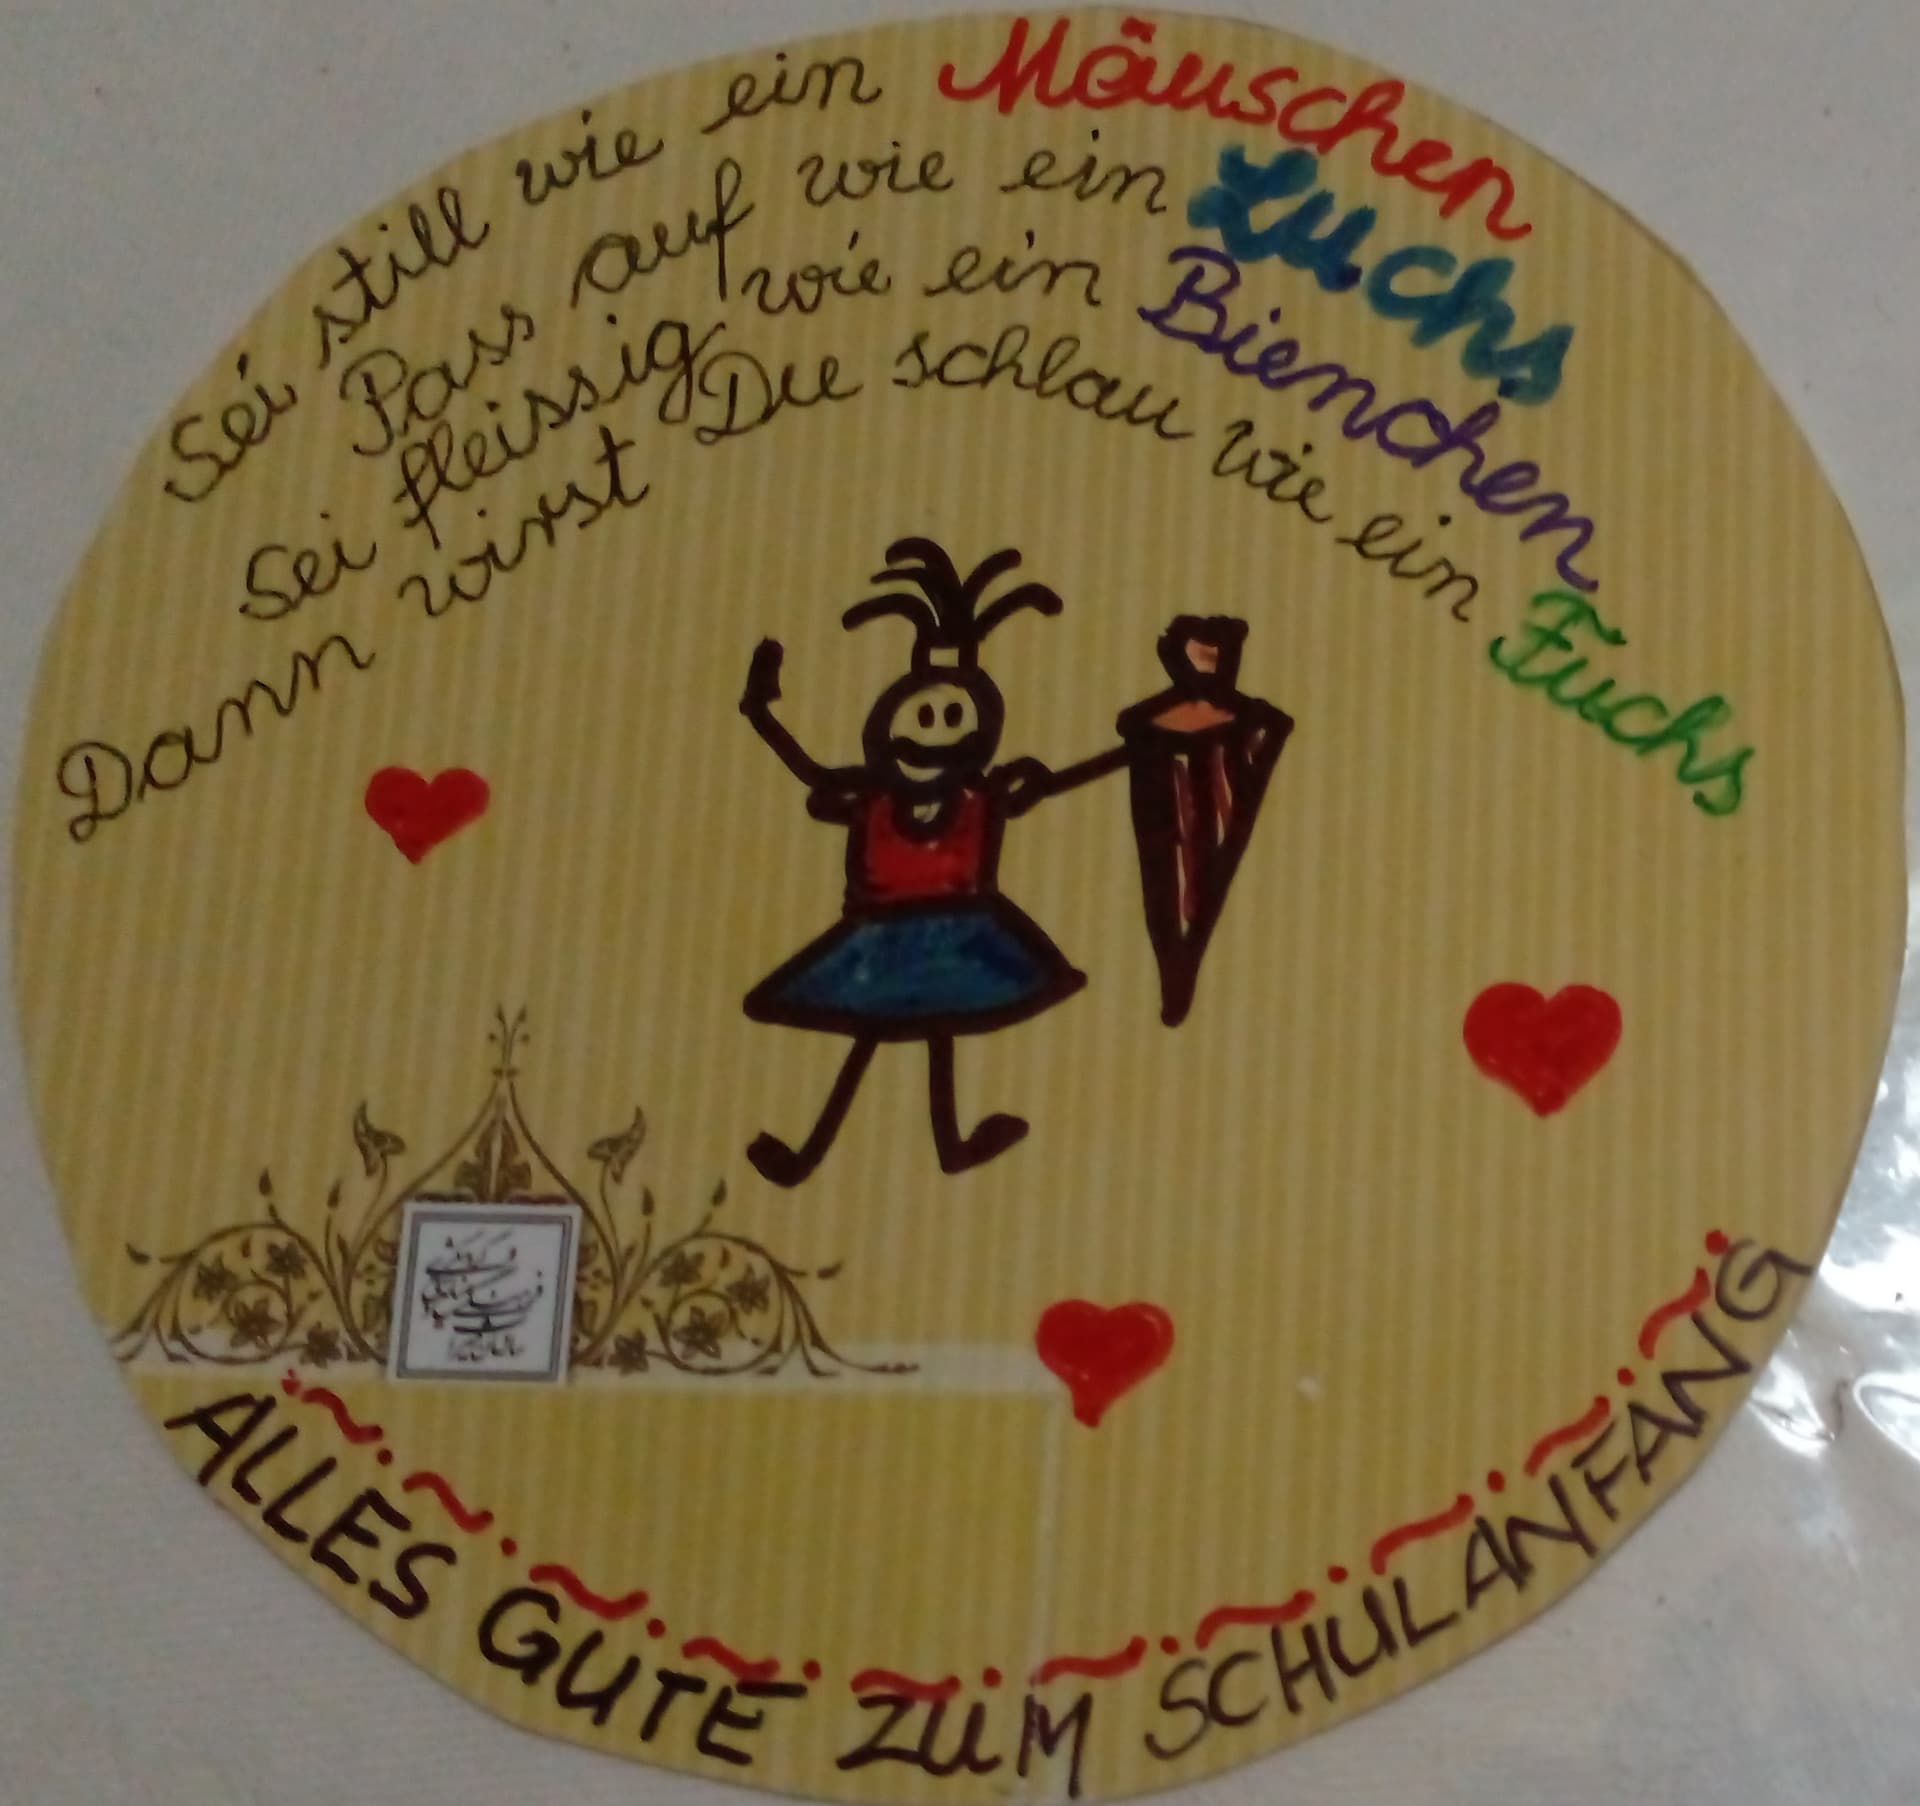 Sei still wie ein Mäuschen
Pass auf wie ein Luchs
Sei fleissig wie ein Bienchen
Dann wirst Du schlau wie ein Fuchs
ALLES GUTE ZUM SCHULANFANG